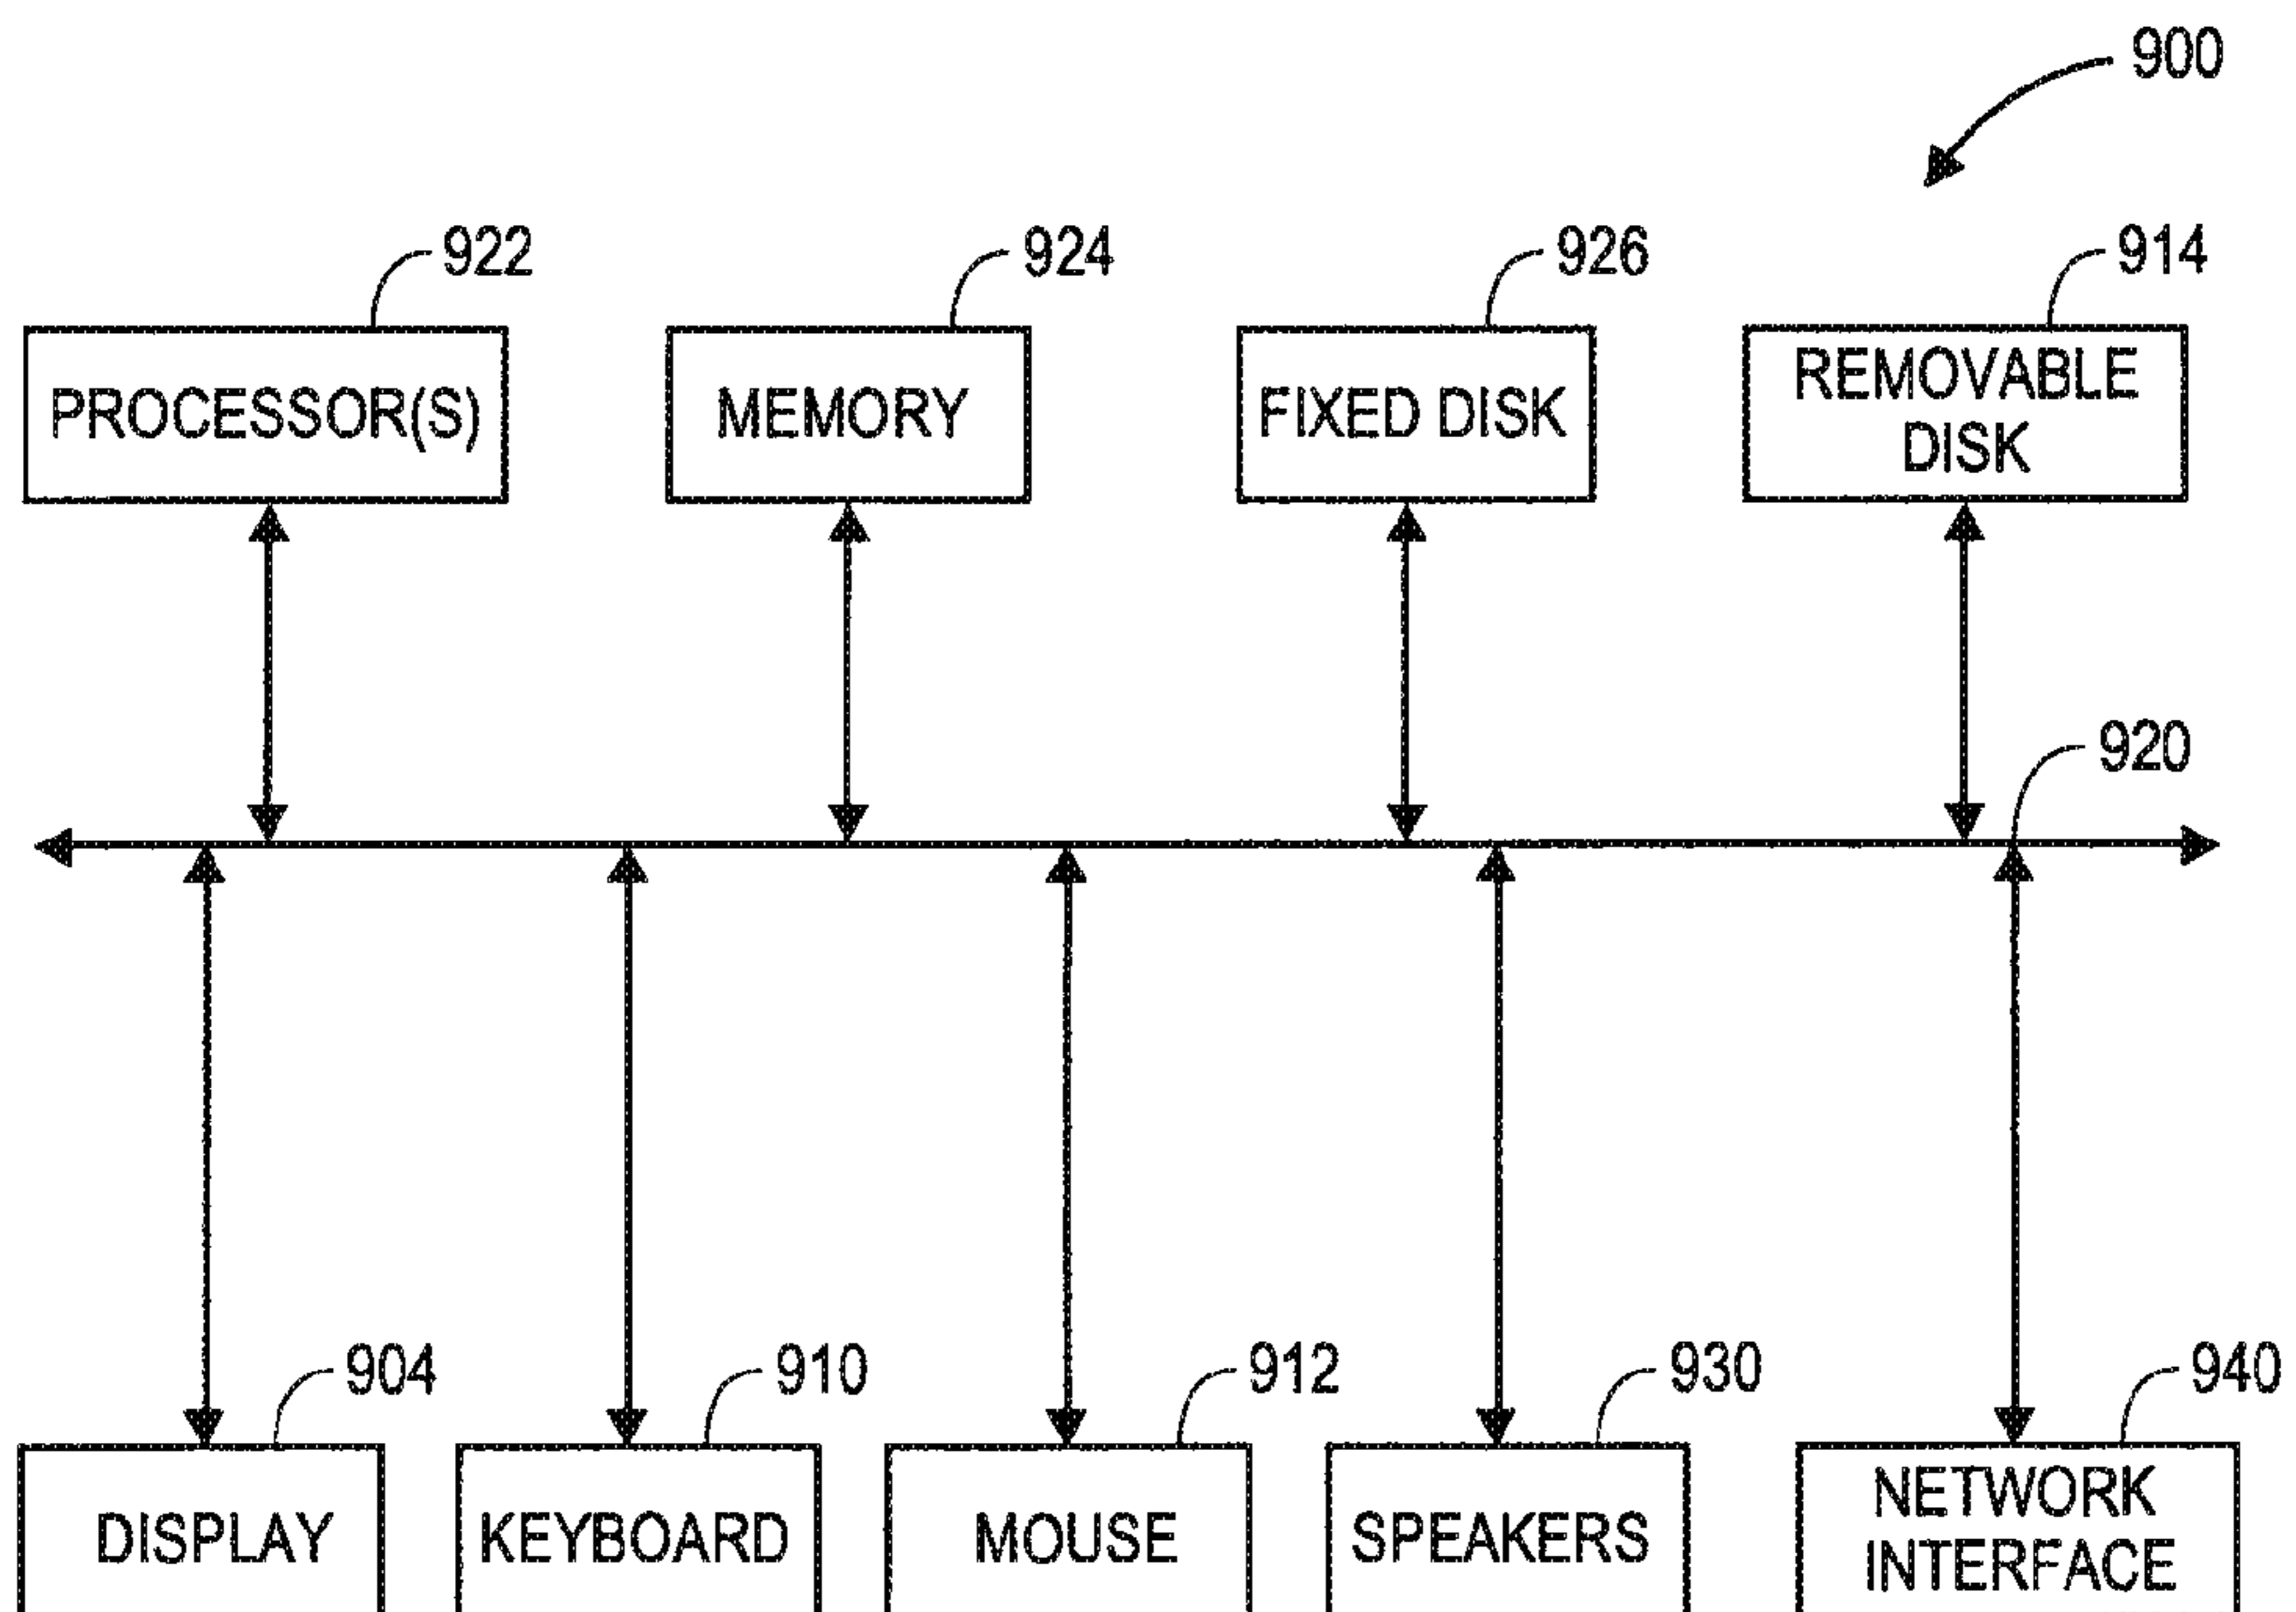 900
922
924
926
914
PROCESSOR(S)
MEMORY
FIXED DISK
REMOVABLE
DISK
920
904
910
912
930
940
DISPLAY
KEYBOARD
MOUSE
SPEAKERS
NETWORK
INTERFACE